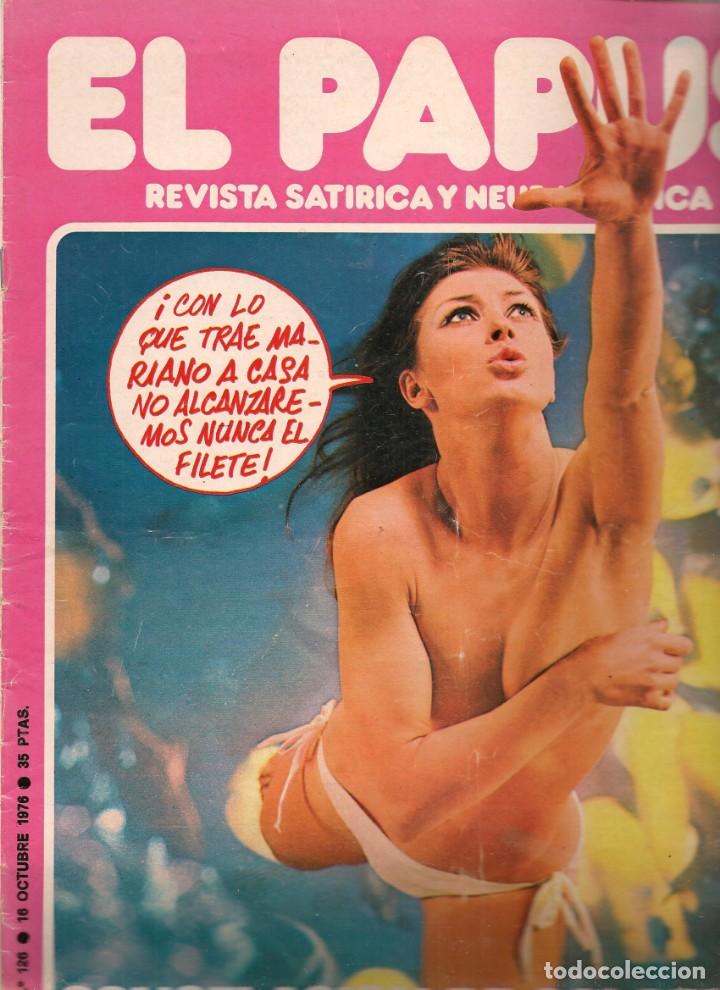 EL PAPUS
REVISTA SATIRICA Y
¡CON LO
QUE TRAE MA-
RIANO A CASA
NO ALCANZARE-
MOS NUNCA EL
FILETE!
º 126 • 16 OCTUBRE 1976 • 35 PTAS.
todocoleccion